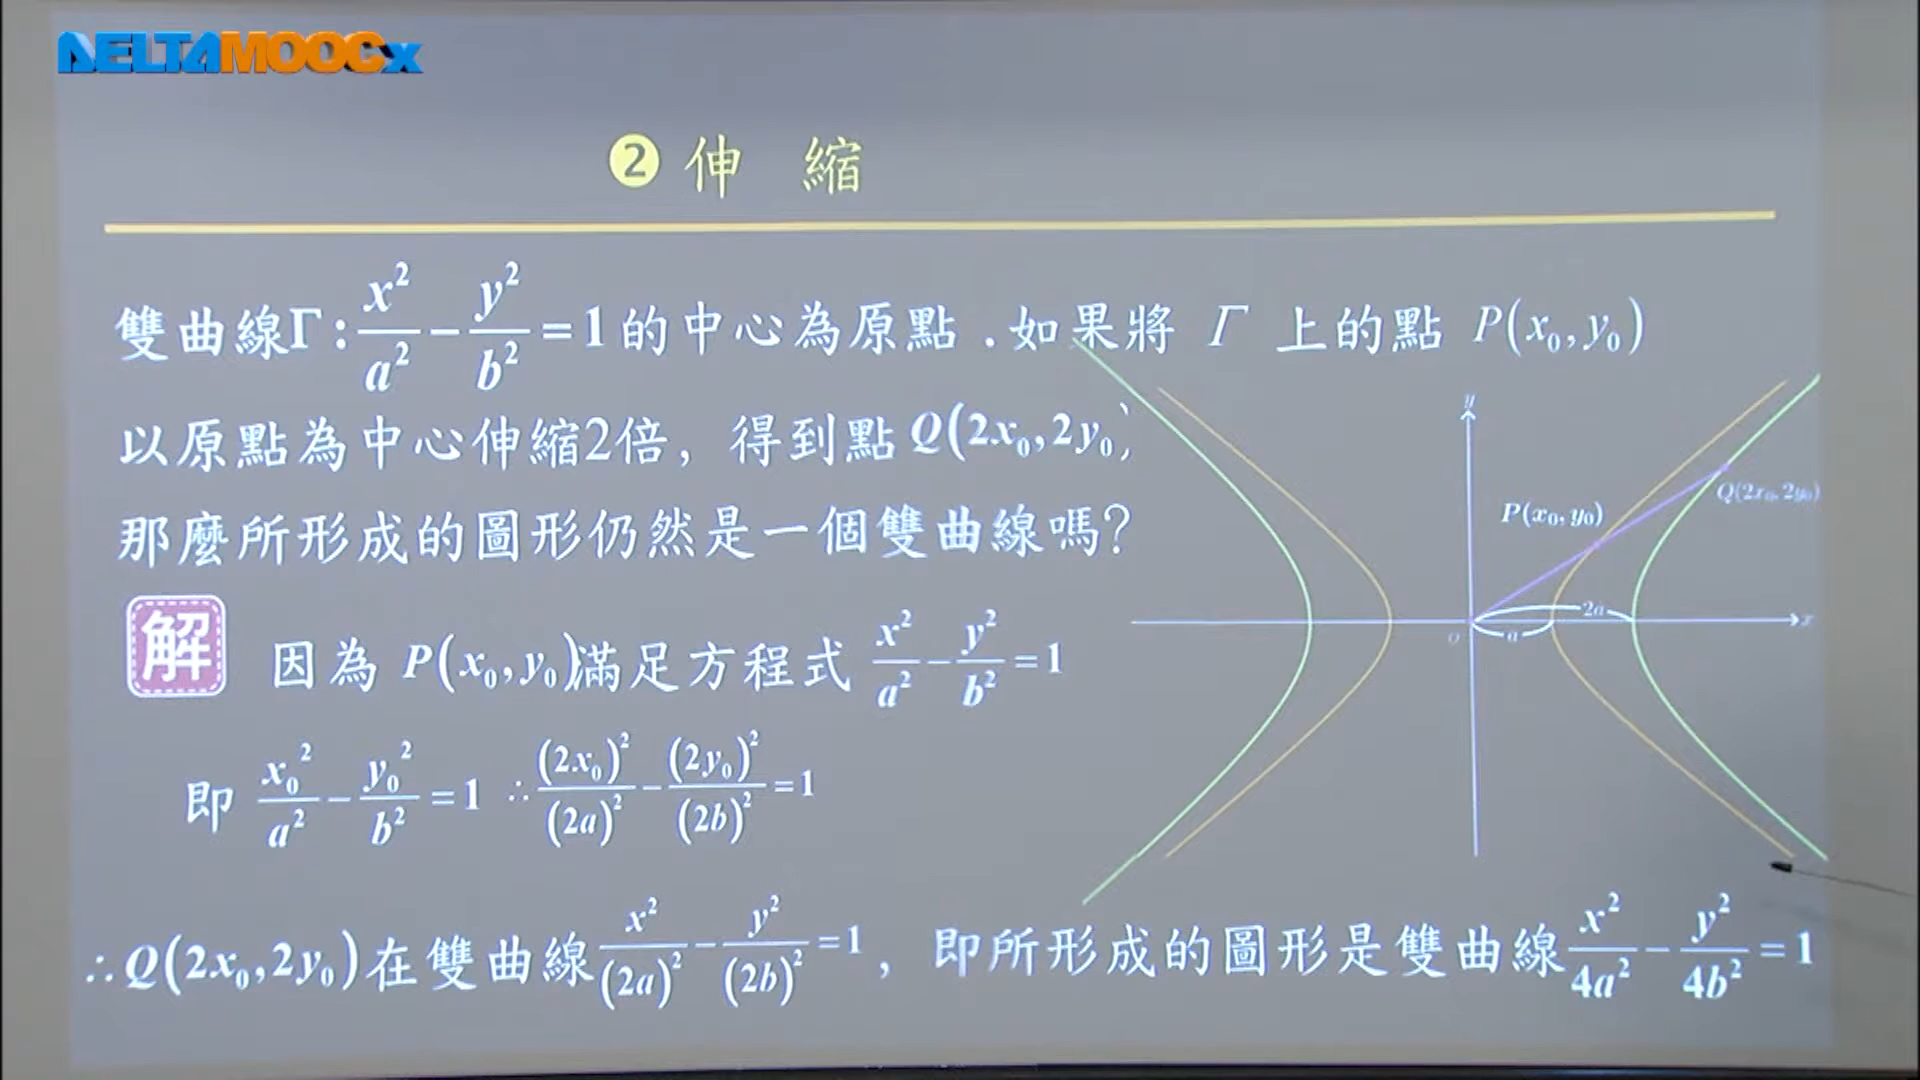 DELTAMOOCx
❷ 伸 縮
雙曲線Γ：x²/a² − y²/b² = 1 的中心為原點．如果將 Γ 上的點 P(x₀, y₀)
以原點為中心伸縮2倍，得到點 Q(2x₀, 2y₀)
那麼所形成的圖形仍然是一個雙曲線嗎？
y
P(x₀, y₀)
Q(2x₀, 2y₀)
2a
a
O
x
解 因為 P(x₀, y₀)滿足方程式 x²/a² − y²/b² = 1
即 x₀²/a² − y₀²/b² = 1 ∴ (2x₀)²/(2a)² − (2y₀)²/(2b)² = 1
∴ Q(2x₀, 2y₀)在雙曲線 x²/(2a)² − y²/(2b)² = 1，即所形成的圖形是雙曲線 x²/4a² − y²/4b² = 1